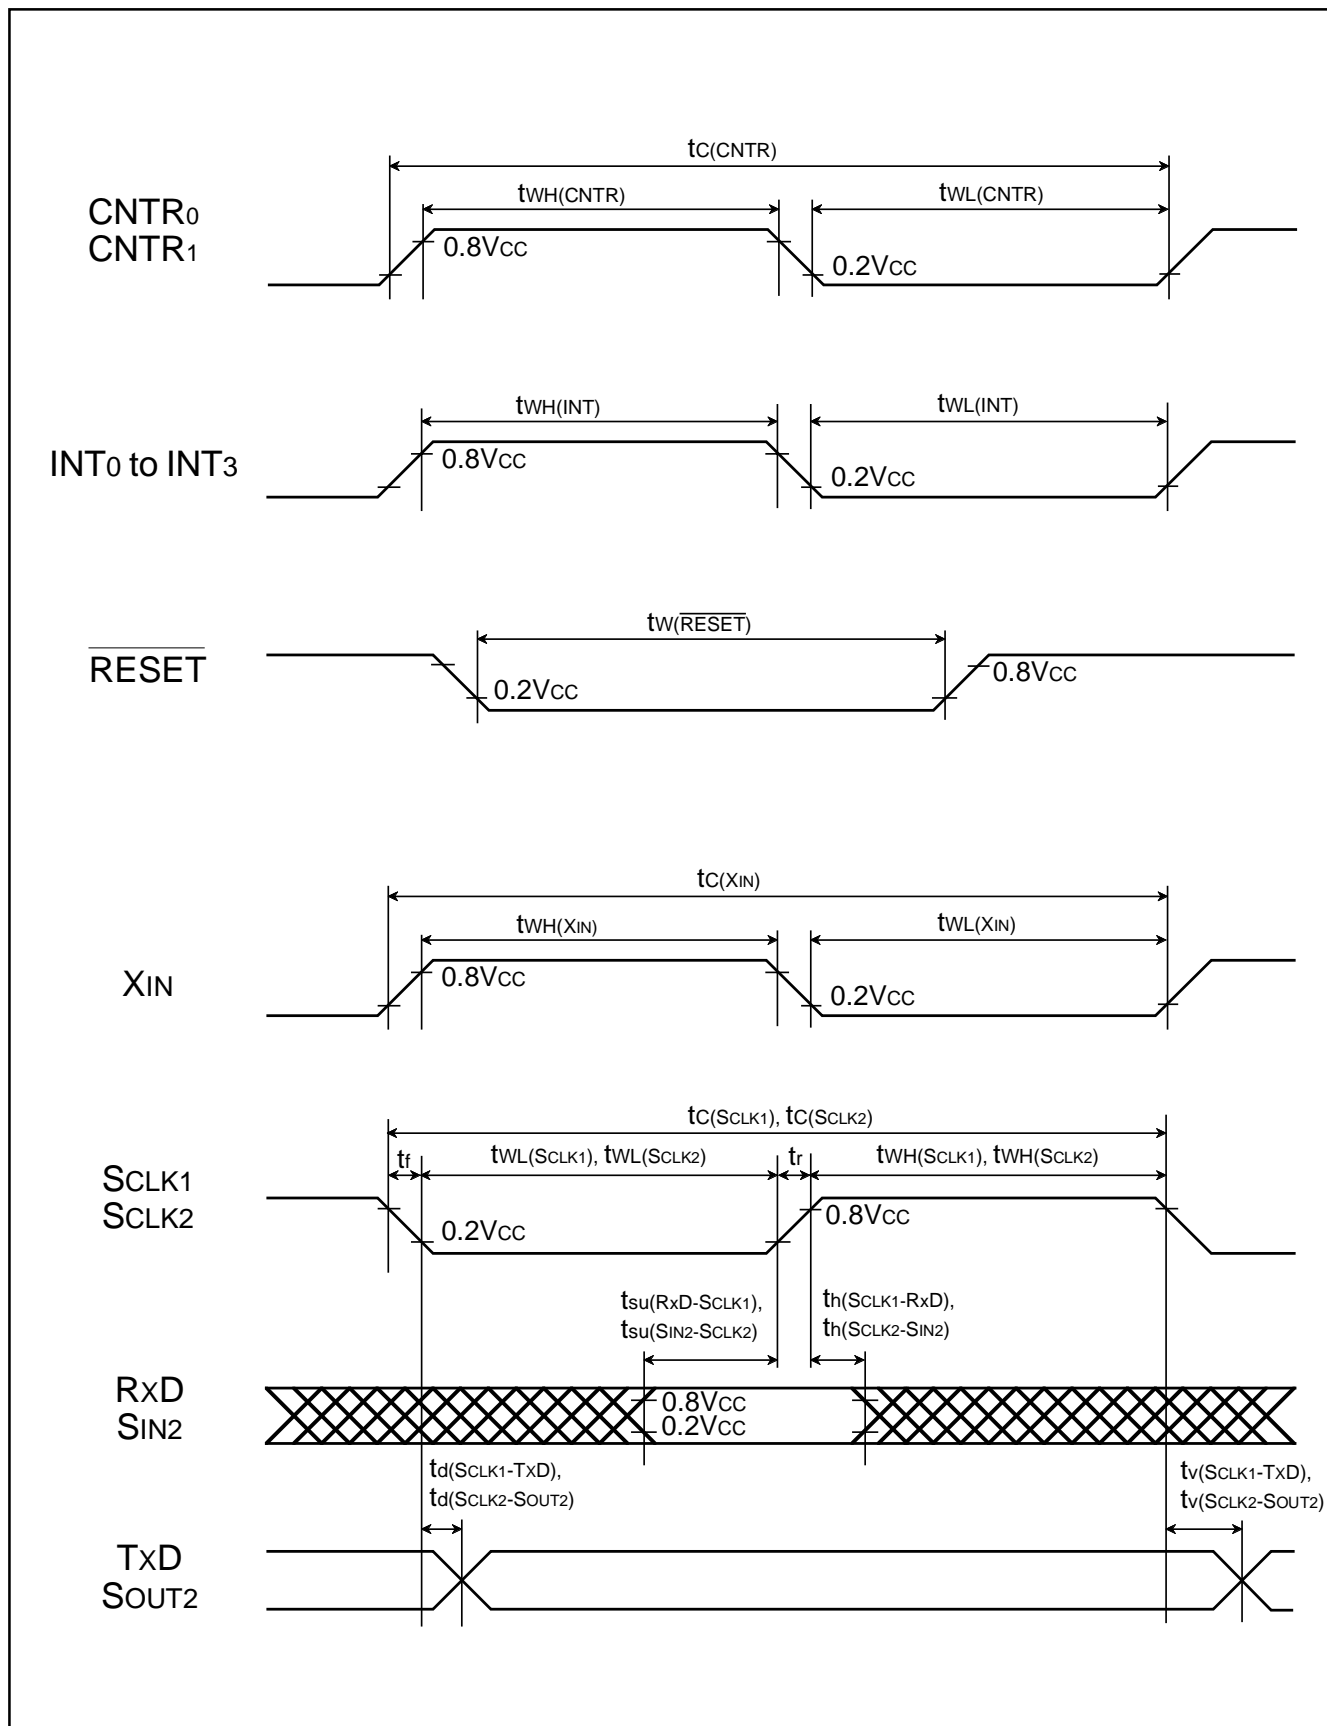 tC(CNTR)
tWH(CNTR)
tWL(CNTR)
CNTR0
CNTR1
0.8VCC
0.2VCC
tWH(INT)
tWL(INT)
INT0 to INT3
0.8VCC
0.2VCC
tW(RESET)
RESET
0.2VCC
0.8VCC
tC(XIN)
tWH(XIN)
tWL(XIN)
XIN
0.8VCC
0.2VCC
tC(SCLK1), tC(SCLK2)
tf
tWL(SCLK1), tWL(SCLK2)
tr
tWH(SCLK1), tWH(SCLK2)
SCLK1
SCLK2
0.2VCC
0.8VCC
tsu(RXD-SCLK1),
tsu(SIN2-SCLK2)
th(SCLK1-RXD),
th(SCLK2-SIN2)
RXD
SIN2
0.8VCC
0.2VCC
td(SCLK1-TXD),
td(SCLK2-SOUT2)
tv(SCLK1-TXD),
tv(SCLK2-SOUT2)
TXD
SOUT2